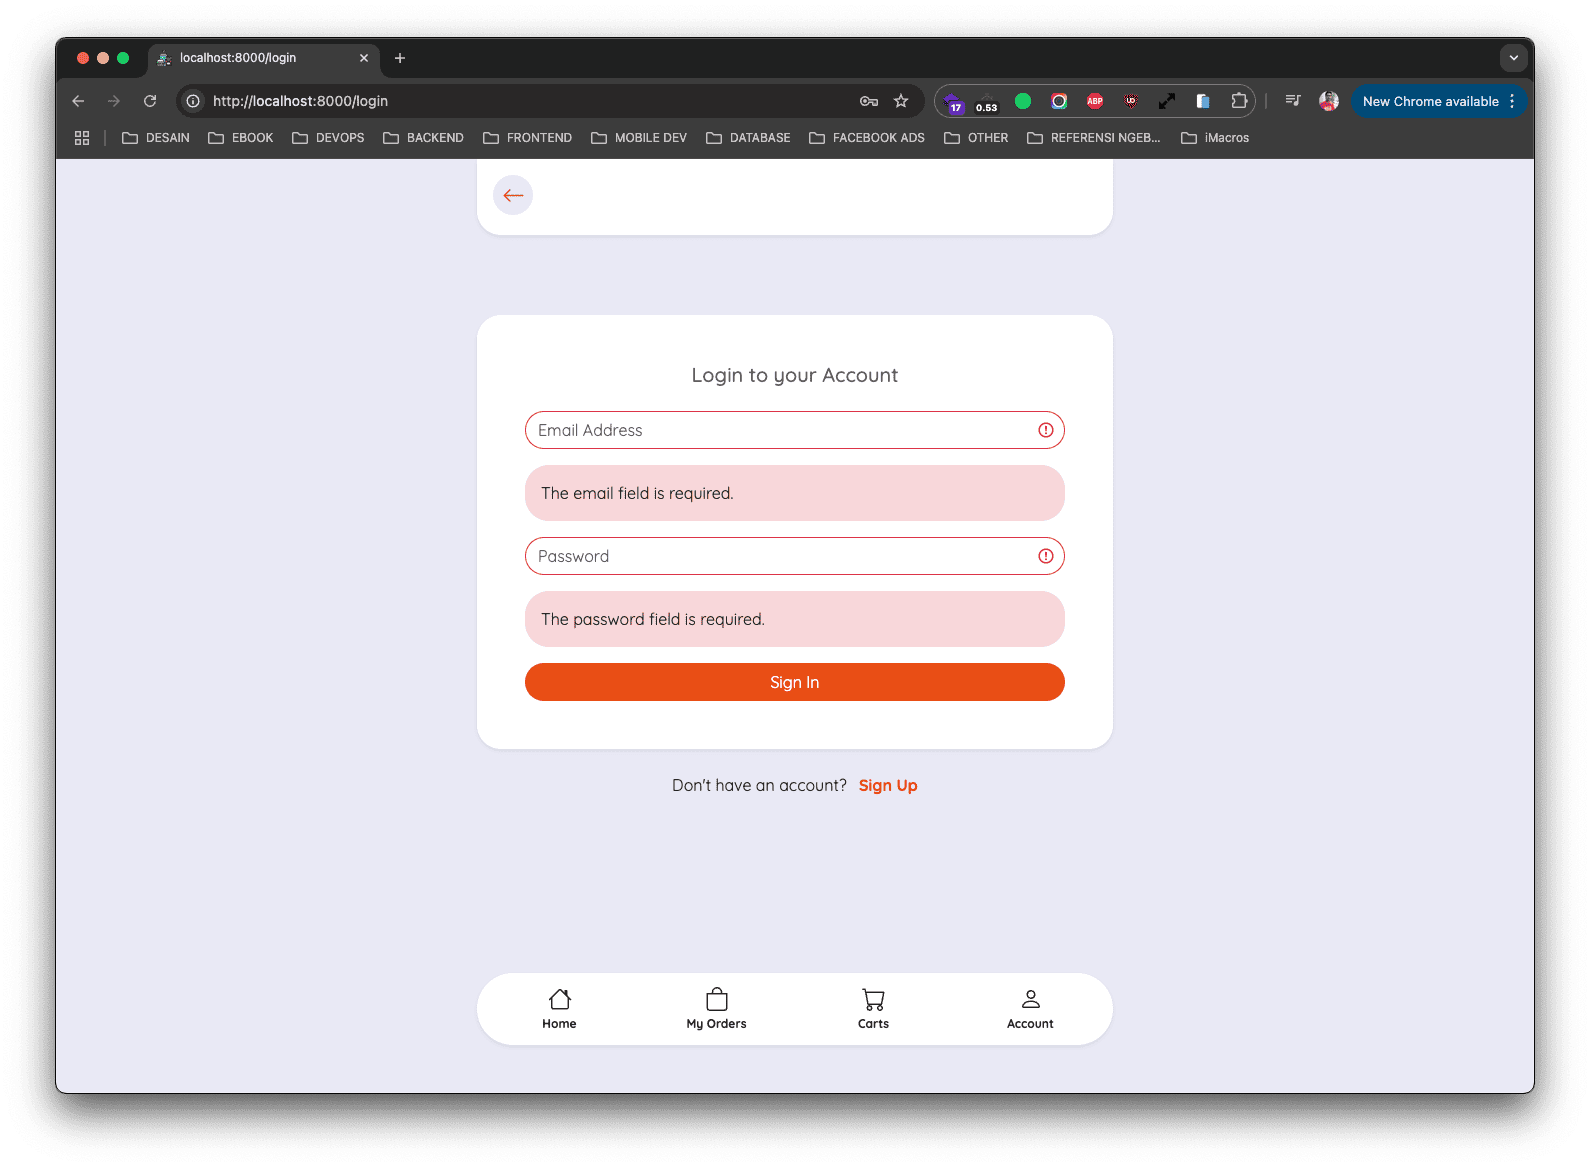 localhost:8000/login
http://localhost:8000/login
17
0.53
ABP
UD
New Chrome available
DESAIN
EBOOK
DEVOPS
BACKEND
FRONTEND
MOBILE DEV
DATABASE
FACEBOOK ADS
OTHER
REFERENSI NGEB...
iMacros
Login to your Account
Email Address
The email field is required.
Password
The password field is required.
Sign In
Don't have an account? Sign Up
Home
My Orders
Carts
Account